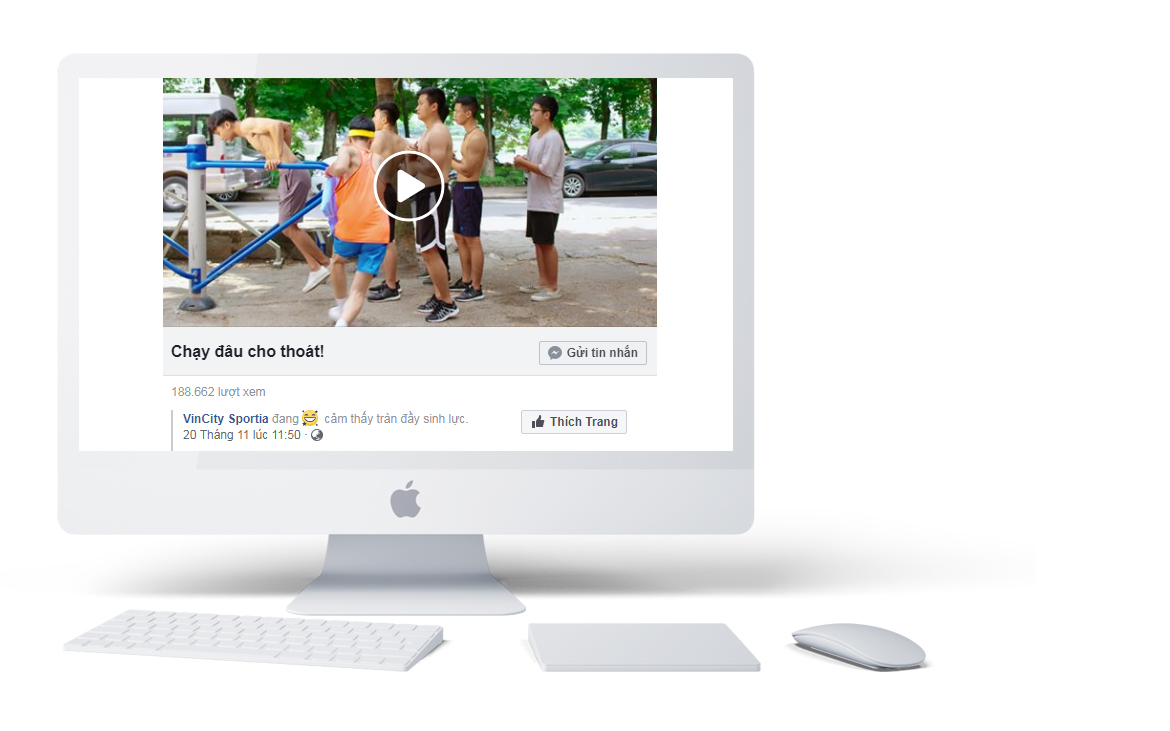 Chạy đâu cho thoát!
Gửi tin nhắn
188.662 lượt xem
VinCity Sportia đang cảm thấy tràn đầy sinh lực.
Thích Trang
20 Tháng 11 lúc 11:50 ·